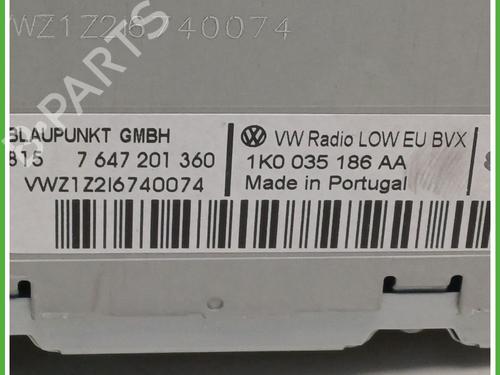 VWZ1Z2I6740074
BLAUPUNKT GMBH
815 7 647 201 360
VWZ1Z2I6740074
VW Radio LOW EU BVX
1K0 035 186 AA
Made in Portugal
B-PARTS